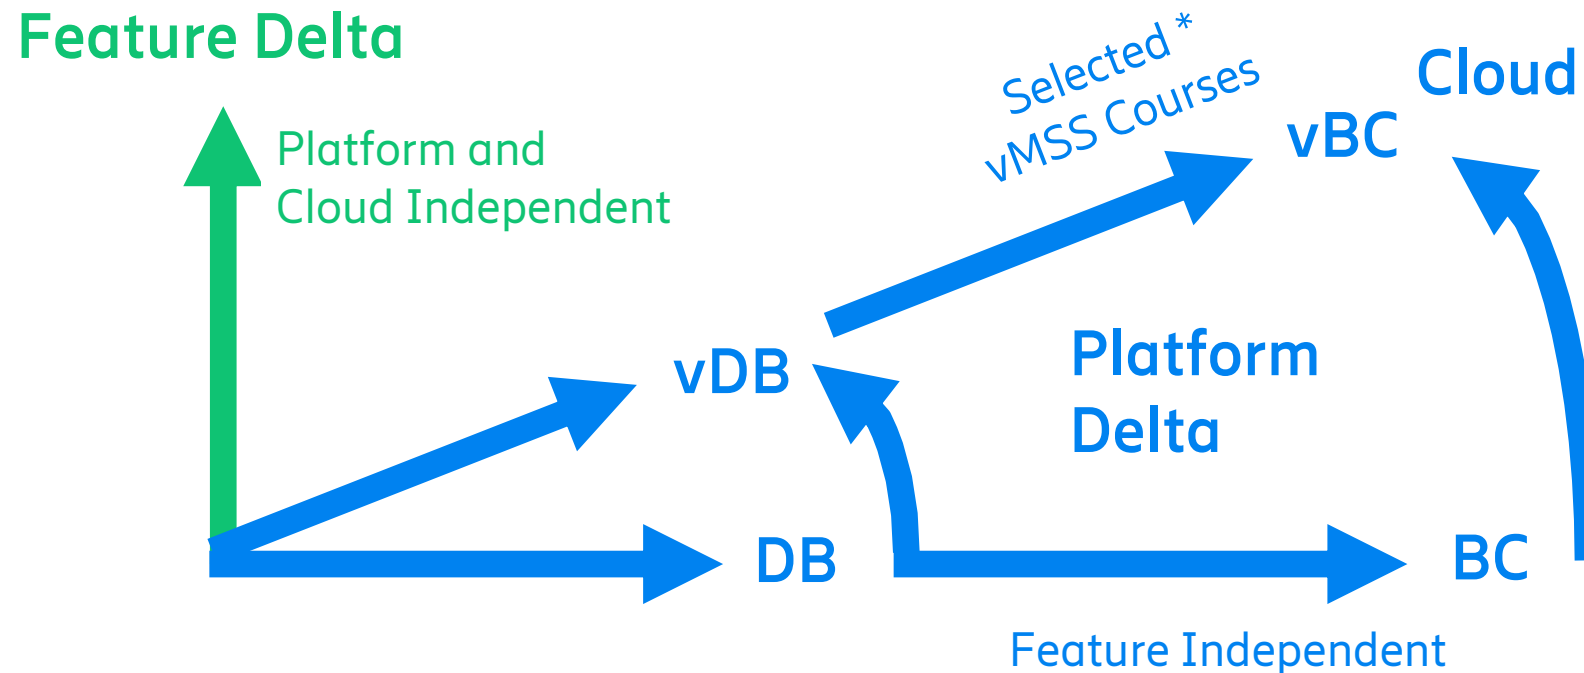 Feature Delta
Platform and
Cloud Independent
Selected *
vMSS Courses
Cloud
vBC
vDB
Platform
Delta
DB
BC
Feature Independent